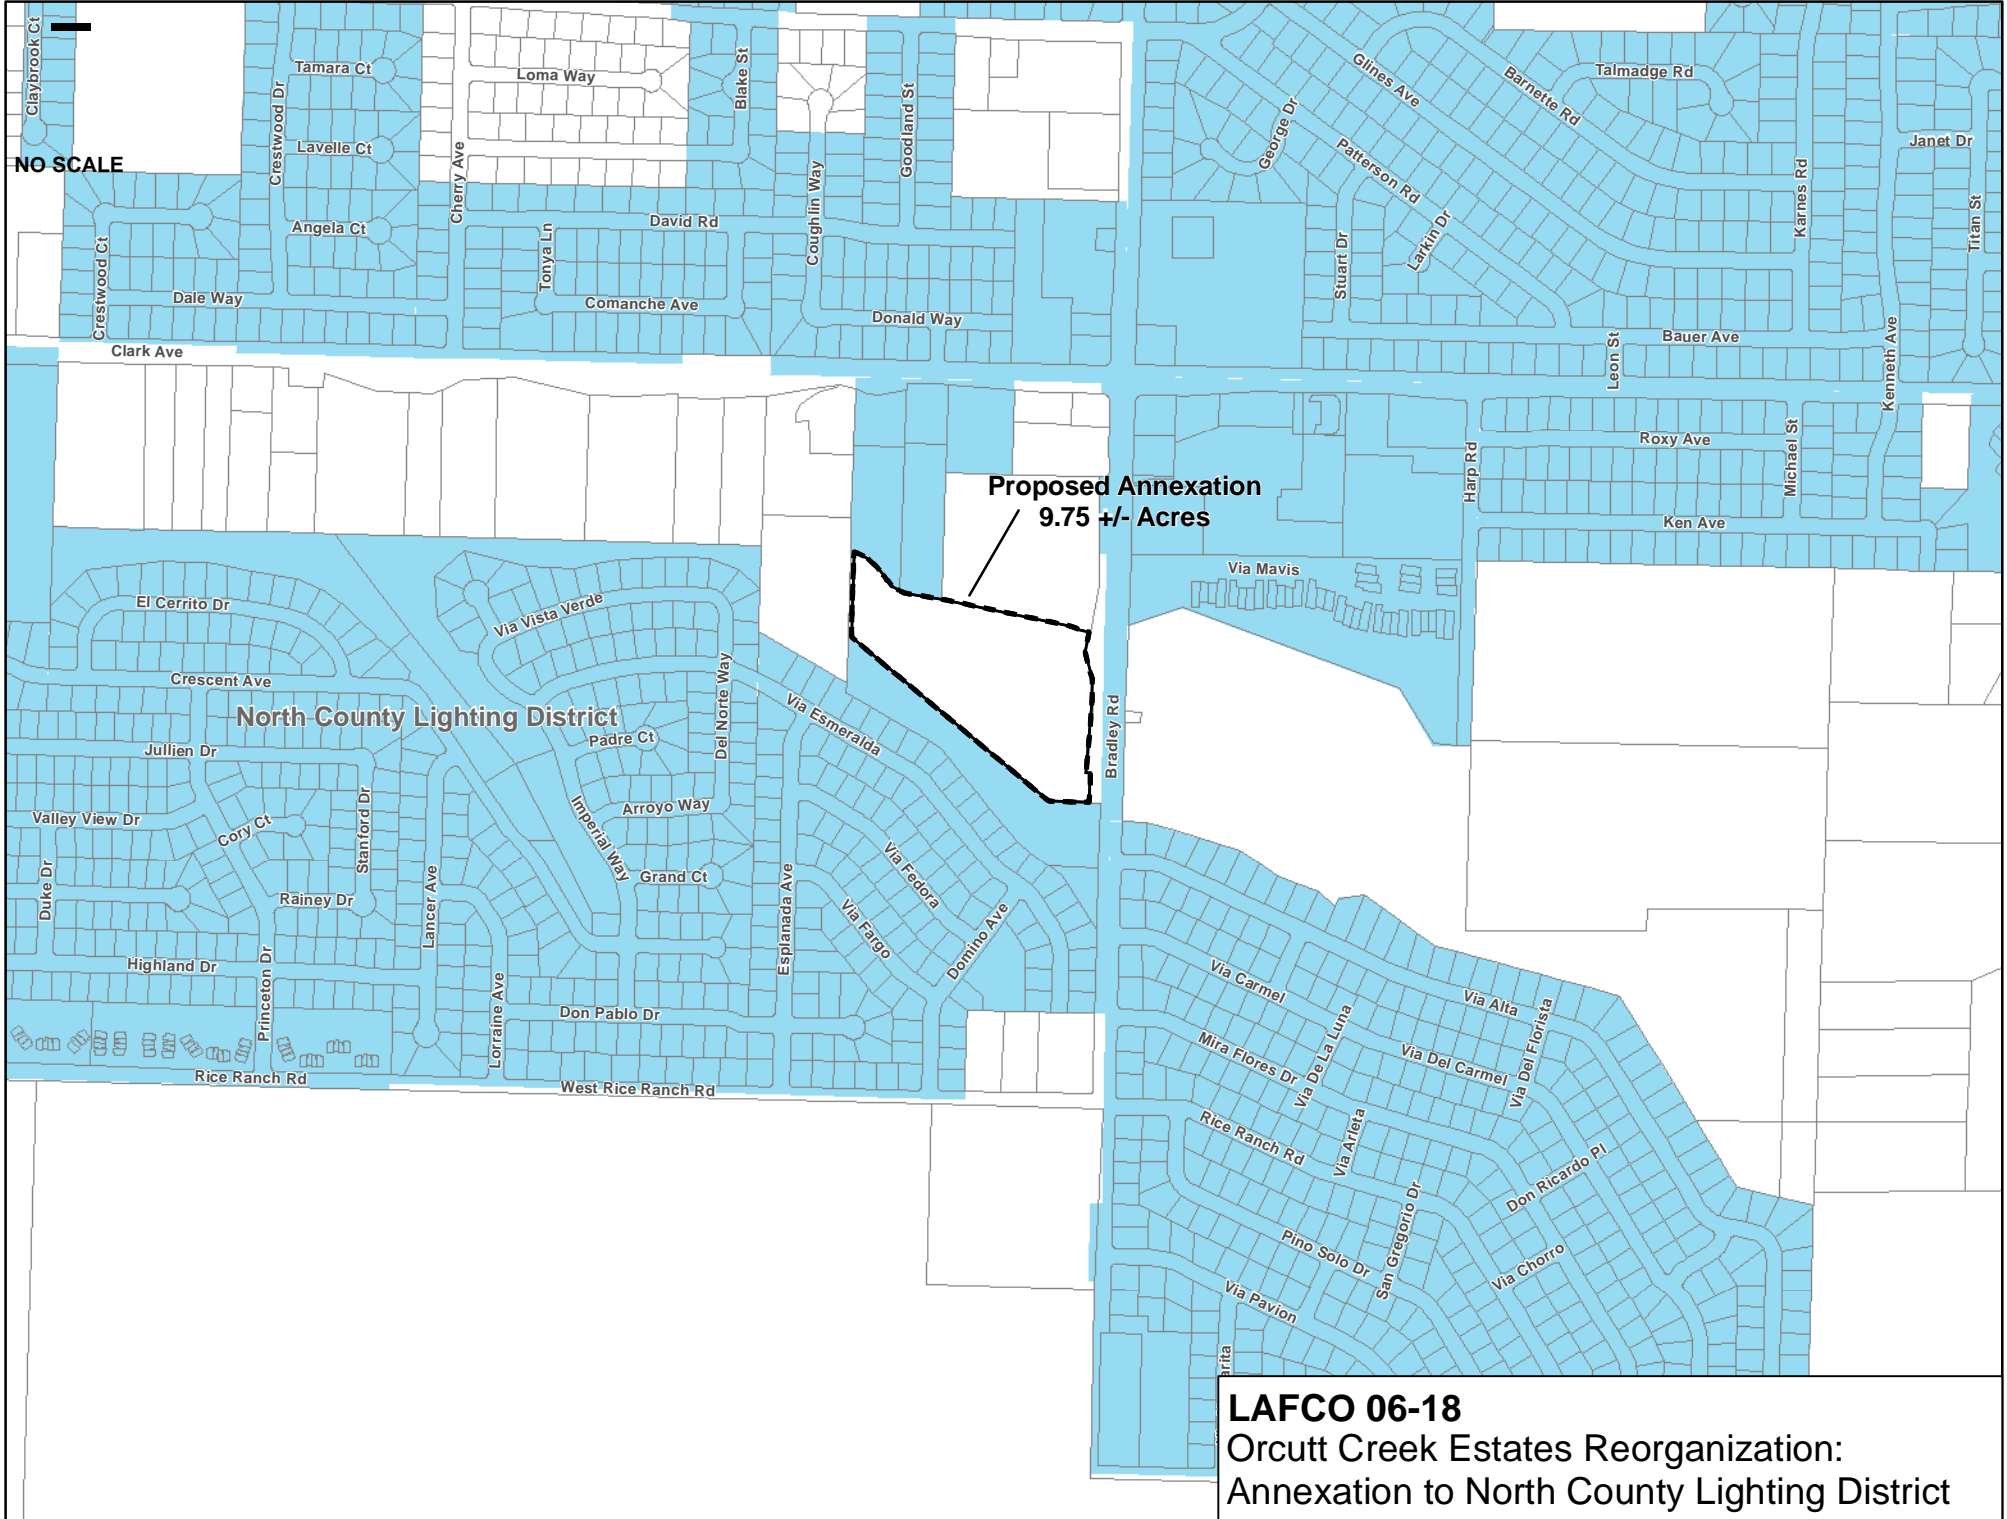 Claybrook Ct
Tamara Ct
Loma Way
Blake St
Glines Ave
Barnette Rd
Talmadge Rd
Crestwood Dr
Goodland St
George Dr
Janet Dr
NO SCALE
Lavelle Ct
Cherry Ave
Coughlin Way
Patterson Rd
Karnes Rd
Titan St
Angela Ct
David Rd
Tonya Ln
Larkin Dr
Stuart Dr
Crestwood Ct
Dale Way
Comanche Ave
Donald Way
Bauer Ave
Leon St
Kenneth Ave
Clark Ave
Roxy Ave
Michael St
Harp Rd
Proposed Annexation
9.75 +/- Acres
Ken Ave
Via Mavis
El Cerrito Dr
Via Vista Verde
Crescent Ave
Del Norte Way
Via Esmeralda
Bradley Rd
North County Lighting District
Padre Ct
Jullien Dr
Imperial Way
Arroyo Way
Valley View Dr
Cory Ct
Stanford Dr
Via Fedora
Duke Dr
Grand Ct
Rainey Dr
Lancer Ave
Esplanada Ave
Via Fargo
Domino Ave
Highland Dr
Princeton Dr
Lorraine Ave
Via Carmel
Via Alta
Via Del Florista
Don Pablo Dr
Via De La Luna
Mira Flores Dr
Via Del Carmel
Rice Ranch Rd
West Rice Ranch Rd
Rice Ranch Rd
Via Arleta
Don Ricardo Pl
San Gregorio Dr
Pino Solo Dr
Via Chorro
Via Pavion
arita
LAFCO 06-18
Orcutt Creek Estates Reorganization:
Annexation to North County Lighting District